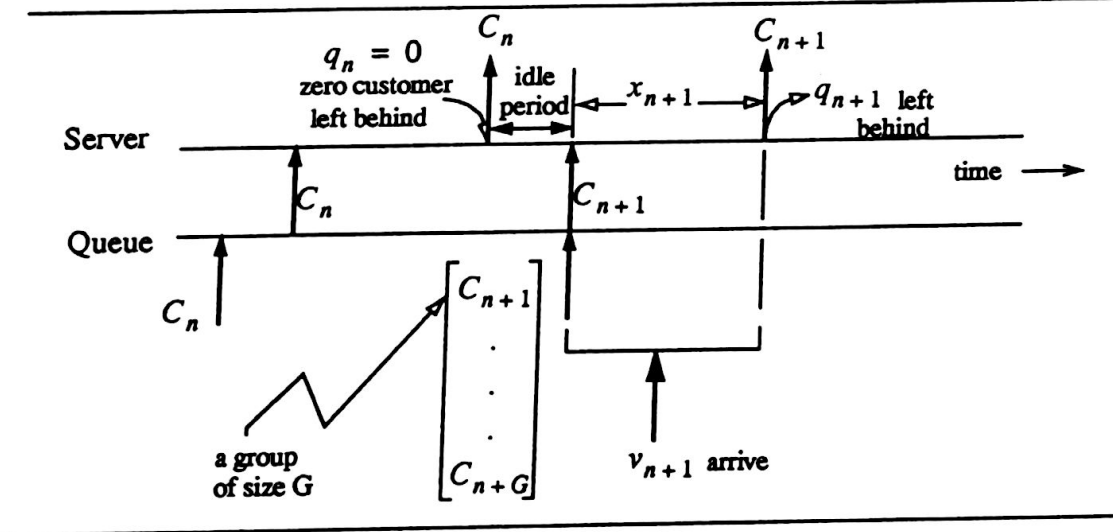 C_n
C_{n+1}
q_n = 0
zero customer
left behind
idle
period
x_{n+1}
q_{n+1} left
behind
Server
time
C_n
C_{n+1}
Queue
C_n
C_{n+1}
.
.
.
C_{n+G}
a group
of size G
v_{n+1} arrive